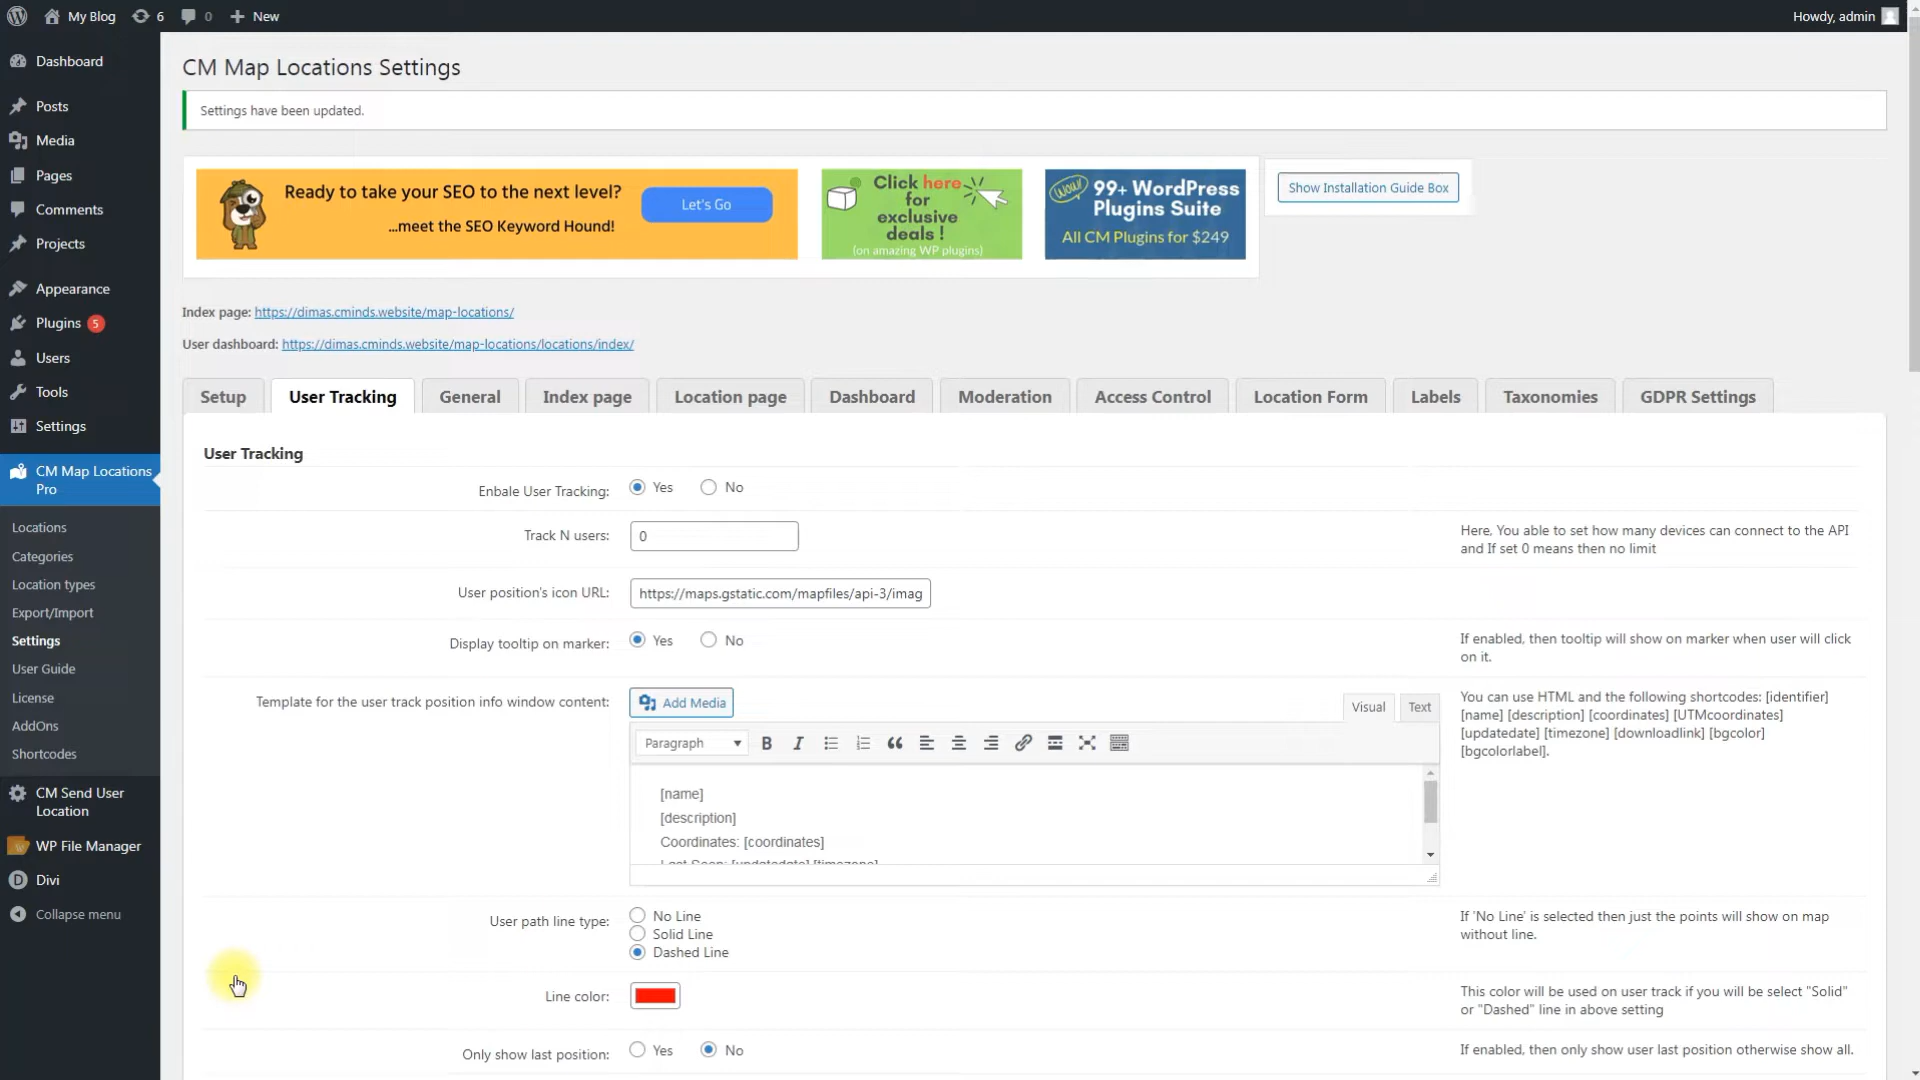 My Blog
6
0
New
Howdy, admin
Dashboard
Posts
Media
Pages
Comments
Projects
Appearance
Plugins 5
Users
Tools
Settings
CM Map Locations
Pro
Locations
Categories
Location types
Export/Import
Settings
User Guide
License
AddOns
Shortcodes
CM Send User
Location
WP File Manager
Divi
Collapse menu
CM Map Locations Settings
Settings have been updated.
Ready to take your SEO to the next level?
...meet the SEO Keyword Hound!
Let's Go
Click here
for
exclusive
deals !
(on amazing WP plugins)
WOW!
99+ WordPress
Plugins Suite
All CM Plugins for $249
Show Installation Guide Box
Index page: https://dimas.cminds.website/map-locations/
User dashboard: https://dimas.cminds.website/map-locations/locations/index/
Setup
User Tracking
General
Index page
Location page
Dashboard
Moderation
Access Control
Location Form
Labels
Taxonomies
GDPR Settings
User Tracking
Enbale User Tracking:
Yes
No
Track N users:
0
Here, You able to set how many devices can connect to the API
and If set 0 means then no limit
User position's icon URL:
https://maps.gstatic.com/mapfiles/api-3/imag
Display tooltip on marker:
Yes
No
If enabled, then tooltip will show on marker when user will click
on it.
Template for the user track position info window content:
Add Media
Visual
Text
Paragraph
[name]
[description]
Coordinates: [coordinates]
Last Seen: [updatedate] [timezone]
You can use HTML and the following shortcodes: [identifier]
[name] [description] [coordinates] [UTMcoordinates]
[updatedate] [timezone] [downloadlink] [bgcolor]
[bgcolorlabel].
User path line type:
No Line
Solid Line
Dashed Line
If 'No Line' is selected then just the points will show on map
without line.
Line color:
This color will be used on user track if you will be select "Solid"
or "Dashed" line in above setting
Only show last position:
Yes
No
If enabled, then only show user last position otherwise show all.